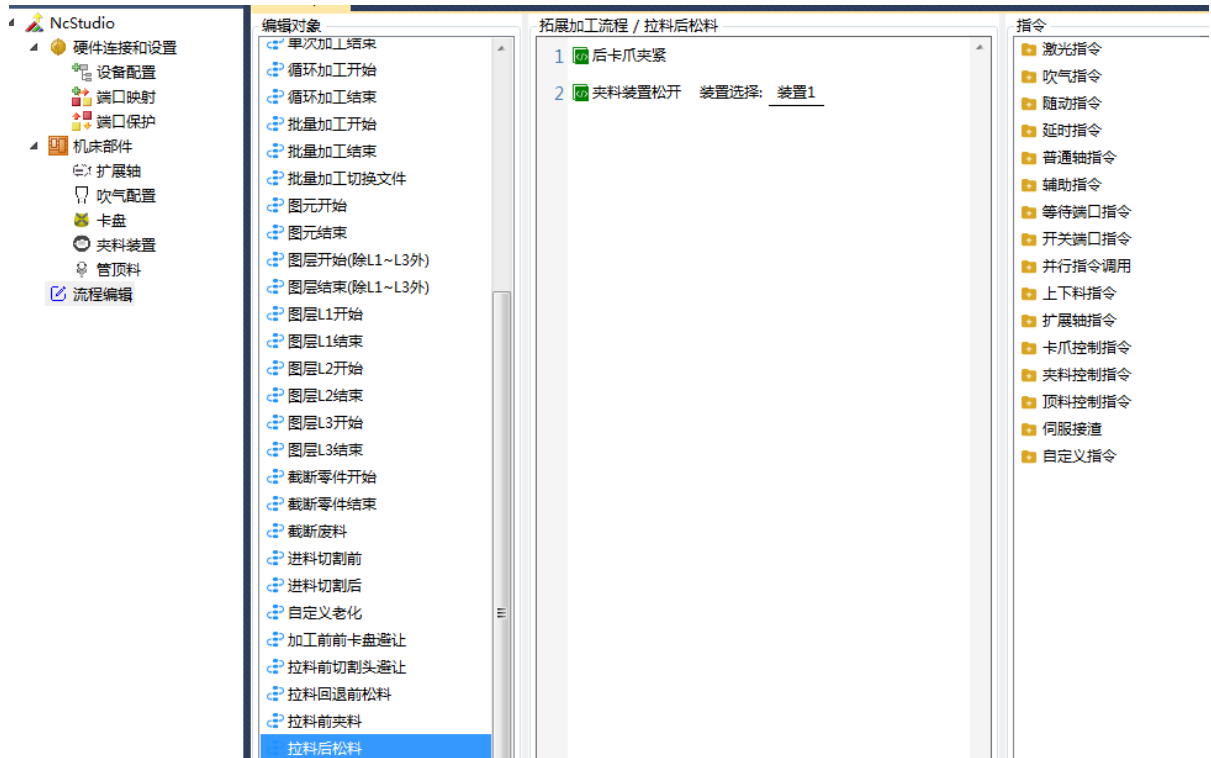 NcStudio
硬件连接和设置
设备配置
端口映射
端口保护
机床部件
扩展轴
吹气配置
卡盘
夹料装置
管顶料
流程编辑
编辑对象
单次加工结束
循环加工开始
循环加工结束
批量加工开始
批量加工结束
批量加工切换文件
图元开始
图元结束
图层开始(除L1~L3外)
图层结束(除L1~L3外)
图层L1开始
图层L1结束
图层L2开始
图层L2结束
图层L3开始
图层L3结束
截断零件开始
截断零件结束
截断废料
进料切割前
进料切割后
自定义老化
加工前前卡盘避让
拉料前切割头避让
拉料回退前松料
拉料前夹料
拉料后松料
拓展加工流程 / 拉料后松料
1 后卡爪夹紧
2 夹料装置松开 装置选择: 装置1
指令
激光指令
吹气指令
随动指令
延时指令
普通轴指令
辅助指令
等待端口指令
开关端口指令
并行指令调用
上下料指令
扩展轴指令
卡爪控制指令
夹料控制指令
顶料控制指令
伺服接渣
自定义指令